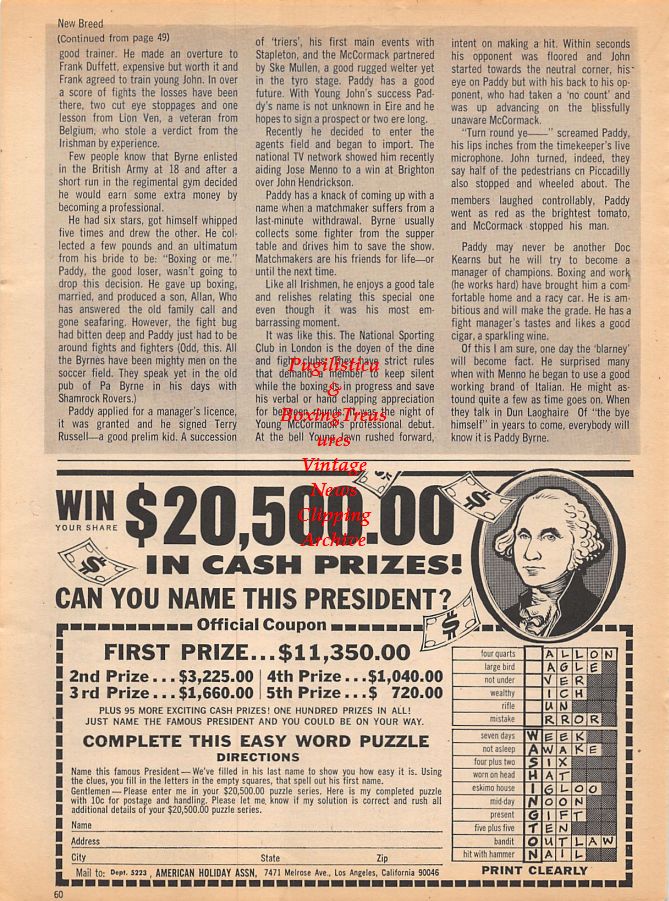 New Breed
(Continued from page 49)
good trainer. He made an overture to
Frank Duffett, expensive but worth it and
Frank agreed to train young John. In over
a score of fights the losses have been
there, two cut eye stoppages and one
lesson from Lion Ven, a veteran from
Belgium, who stole a verdict from the
Irishman by experience.
Few people know that Byrne enlisted
in the British Army at 18 and after a
short run in the regimental gym decided
he would earn some extra money by
becoming a professional.
He had six stars, got himself whipped
five times and drew the other. He col-
lected a few pounds and an ultimatum
from his bride to be: "Boxing or me."
Paddy, the good loser, wasn't going to
drop this decision. He gave up boxing,
married, and produced a son, Allan, Who
has answered the old family call and
gone seafaring. However, the fight bug
had bitten deep and Paddy just had to be
around fights and fighters (Odd, this. All
the Byrnes have been mighty men on the
soccer field. They speak yet in the old
pub of Pa Byrne in his days with
Shamrock Rovers.)
Paddy applied for a manager's licence,
it was granted and he signed Terry
Russell—a good prelim kid. A succession
of 'triers', his first main events with
Stapleton, and the McCormack partnered
by Ske Mullen, a good rugged welter yet
in the tyro stage. Paddy has a good
future. With Young John's success Pad-
dy's name is not unknown in Eire and he
hopes to sign a prospect or two ere long.
Recently he decided to enter the
agents field and began to import. The
national TV network showed him recently
aiding Jose Menno to a win at Brighton
over John Hendrickson.
Paddy has a knack of coming up with a
name when a matchmaker suffers from a
last-minute withdrawal. Byrne usually
collects some fighter from the supper
table and drives him to save the show.
Matchmakers are his friends for life—or
until the next time.
Like all Irishmen, he enjoys a good tale
and relishes relating this special one
even though it was his most em-
barrassing moment.
It was like this. The National Sporting
Club in London is the doyen of the dine
and fight clubs. They have strict rules
that demand a member to keep silent
while the boxing is in progress and save
his verbal or hand clapping appreciation
for between rounds. It was the night of
Young McCormack's professional debut.
At the bell Young Jawn rushed forward,
intent on making a hit. Within seconds
his opponent was floored and John
started towards the neutral corner, his
eye on Paddy but with his back to his op-
ponent, who had taken a 'no count' and
was up advancing on the blissfully
unaware McCormack.
"Turn round ye——" screamed Paddy,
his lips inches from the timekeeper's live
microphone. John turned, indeed, they
say half of the pedestrians cn Piccadilly
also stopped and wheeled about. The
members laughed controllably, Paddy
went as red as the brightest tomato,
and McCormack stopped his man.
Paddy may never be another Doc
Kearns but he will try to become a
manager of champions. Boxing and work
(he works hard) have brought him a com-
fortable home and a racy car. He is am-
bitious and will make the grade. He has a
fight manager's tastes and likes a good
cigar, a sparkling wine.
Of this I am sure, one day the 'blarney'
will become fact. He surprised many
when with Menno he began to use a good
working brand of Italian. He might as-
tound quite a few as time goes on. When
they talk in Dun Laoghaire Of "the bye
himself" in years to come, everybody will
know it is Paddy Byrne.
Pugilistica
&
BoxingTreas
ures
Vintage
News
Clipping
Archive
WIN $20,500.00
YOUR SHARE
IN CASH PRIZES!
CAN YOU NAME THIS PRESIDENT?
Official Coupon
FIRST PRIZE...$11,350.00
2nd Prize...$3,225.00 4th Prize...$1,040.00
3rd Prize...$1,660.00 5th Prize...$ 720.00
PLUS 95 MORE EXCITING CASH PRIZES! ONE HUNDRED PRIZES IN ALL!
JUST NAME THE FAMOUS PRESIDENT AND YOU COULD BE ON YOUR WAY.
COMPLETE THIS EASY WORD PUZZLE
DIRECTIONS
Name this famous President—We've filled in his last name to show you how easy it is. Using
the clues, you fill in the letters in the empty squares, that spell out his first name.
Gentlemen—Please enter me in your $20,500.00 puzzle series. Here is my completed puzzle
with 10c for postage and handling. Please let me know if my solution is correct and rush all
additional details of your $20,500.00 puzzle series.
Name
Address
City State Zip
Mail to: Dept. 5223, AMERICAN HOLIDAY ASSN, 7471 Melrose Ave., Los Angeles, California 90046
four quarts ALLON
large bird AGLE
not under VER
wealthy ICH
rifle UN
mistake RROR
seven days WEEK
not asleep AWAKE
four plus two SIX
worn on head HAT
eskimo house IGLOO
mid-day NOON
present GIFT
five plus five TEN
bandit OUTLAW
hit with hammer NAIL
PRINT CLEARLY
60